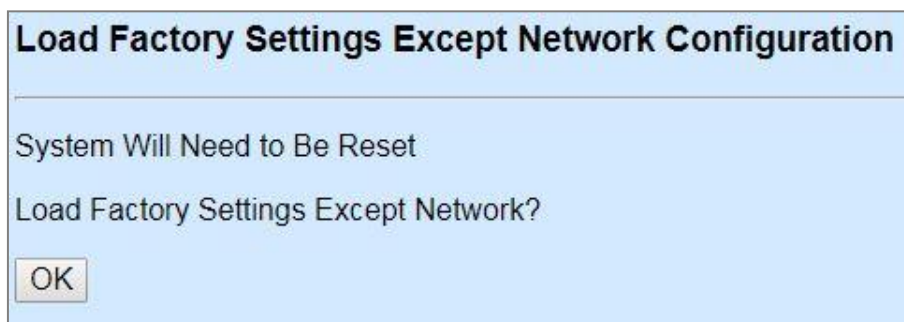 Load Factory Settings Except Network Configuration
System Will Need to Be Reset
Load Factory Settings Except Network?
OK